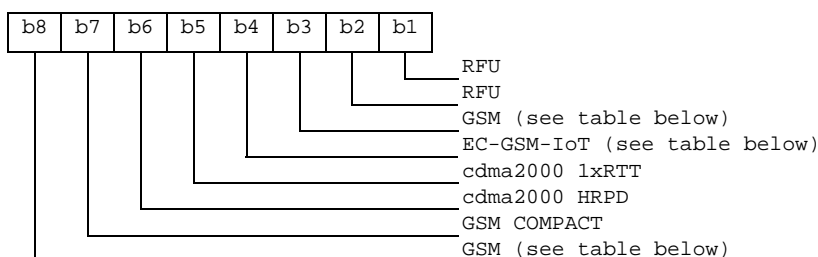 b8 b7 b6 b5 b4 b3 b2 b1
RFU
RFU
GSM (see table below)
EC-GSM-IoT (see table below)
cdma2000 1xRTT
cdma2000 HRPD
GSM COMPACT
GSM (see table below)